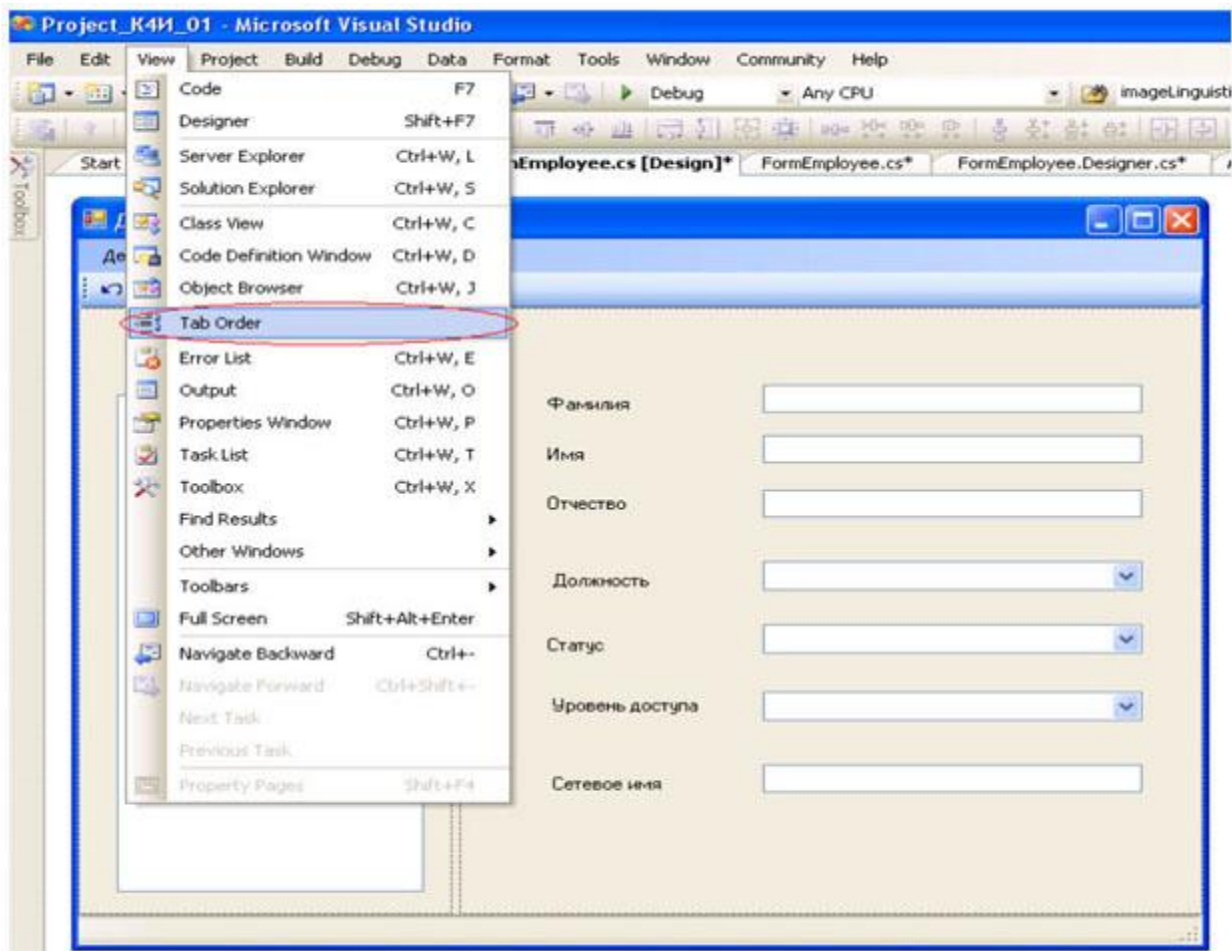 Project_К4И_01 - Microsoft Visual Studio
File Edit View Project Build Debug Data Format Tools Window Community Help
Debug Any CPU imageLinguisti
Toolbox
Start
nEmployee.cs [Design]* FormEmployee.cs* FormEmployee.Designer.cs*
Де
Code F7
Designer Shift+F7
Server Explorer Ctrl+W, L
Solution Explorer Ctrl+W, S
Class View Ctrl+W, C
Code Definition Window Ctrl+W, D
Object Browser Ctrl+W, J
Tab Order
Error List Ctrl+W, E
Output Ctrl+W, O
Properties Window Ctrl+W, P
Task List Ctrl+W, T
Toolbox Ctrl+W, X
Find Results
Other Windows
Toolbars
Full Screen Shift+Alt+Enter
Navigate Backward Ctrl+-
Navigate Forward Ctrl+Shift+-
Next Task
Previous Task
Property Pages Shift+F4
Фамилия
Имя
Отчество
Должность
Статус
Уровень доступа
Сетевое имя